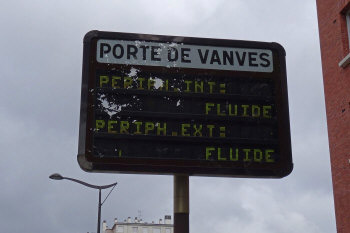 PORTE DE VANVES
PERIPH.INT:
FLUIDE
PERIPH.EXT:
FLUIDE